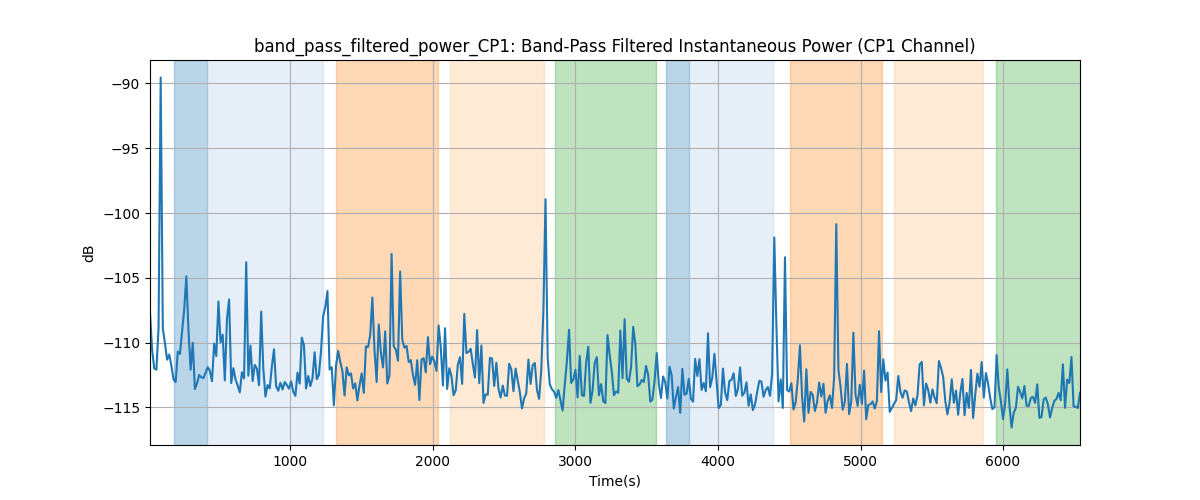 band_pass_filtered_power_CP1: Band-Pass Filtered Instantaneous Power (CP1 Channel)
−90
−95
−100
−105
−110
−115
dB
1000 2000 3000 4000 5000 6000
Time(s)